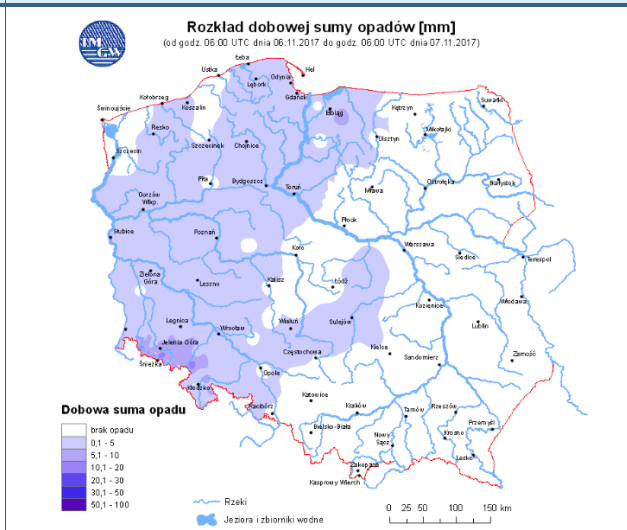 Rozkład dobowej sumy opadów [mm]
(od godz. 06:00 UTC dnia 06.11.2017 do godz. 06:00 UTC dnia 07.11.2017)
IMGW
Łeba
Ustka
Hel
Gdynia
Lębork
Gdańsk
Kołobrzeg
Koszalin
Świnoujście
Elbląg
Kętrzyn
Suwałki
Resko
Szczecinek
Chojnice
Olsztyn
Mikołajki
Szczecin
Piła
Bydgoszcz
Toruń
Mława
Ostrołęka
Białystok
Gorzów
Wlkp.
Płock
Słubice
Poznań
Koło
Warszawa
Siedlce
Terespol
Zielona
Góra
Leszno
Kalisz
Łódź
Włodawa
Kozienice
Legnica
Wrocław
Wieluń
Sulejów
Lublin
Jelenia Góra
Śnieżka
Częstochowa
Kielce
Sandomierz
Zamość
Opole
Kłodzko
Racibórz
Katowice
Kraków
Tarnów
Rzeszów
Przemyśl
Bielsko-Biała
Nowy
Sącz
Krosno
Lesko
Zakopane
Kasprowy Wierch
Dobowa suma opadu
brak opadu
0,1 - 5
5,1 - 10
10,1 - 20
20,1 - 30
30,1 - 50
50,1 - 100
Rzeki
Jeziora i zbiorniki wodne
0 25 50 100 150 km